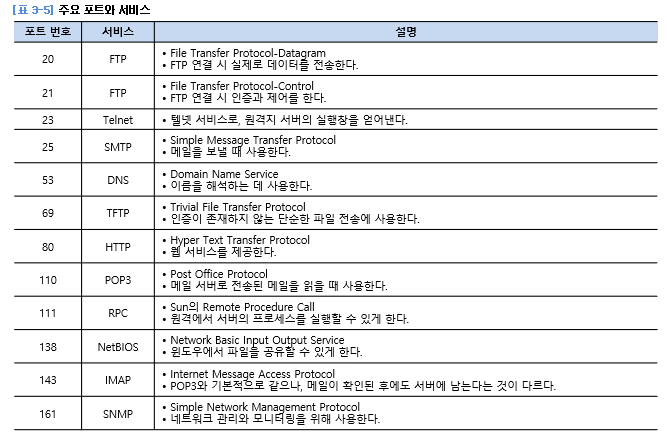 [표 3-5] 주요 포트와 서비스
포트 번호 서비스 설명
20 FTP • File Transfer Protocol-Datagram
• FTP 연결 시 실제로 데이터를 전송한다.
21 FTP • File Transfer Protocol-Control
• FTP 연결 시 인증과 제어를 한다.
23 Telnet • 텔넷 서비스로, 원격지 서버의 실행창을 얻어낸다.
25 SMTP • Simple Message Transfer Protocol
• 메일을 보낼 때 사용한다.
53 DNS • Domain Name Service
• 이름을 해석하는 데 사용한다.
69 TFTP • Trivial File Transfer Protocol
• 인증이 존재하지 않는 단순한 파일 전송에 사용한다.
80 HTTP • Hyper Text Transfer Protocol
• 웹 서비스를 제공한다.
110 POP3 • Post Office Protocol
• 메일 서버로 전송된 메일을 읽을 때 사용한다.
111 RPC • Sun의 Remote Procedure Call
• 원격에서 서버의 프로세스를 실행할 수 있게 한다.
138 NetBIOS • Network Basic Input Output Service
• 윈도우에서 파일을 공유할 수 있게 한다.
143 IMAP • Internet Message Access Protocol
• POP3와 기본적으로 같으나, 메일이 확인된 후에도 서버에 남는다는 것이 다르다.
161 SNMP • Simple Network Management Protocol
• 네트워크 관리와 모니터링을 위해 사용한다.